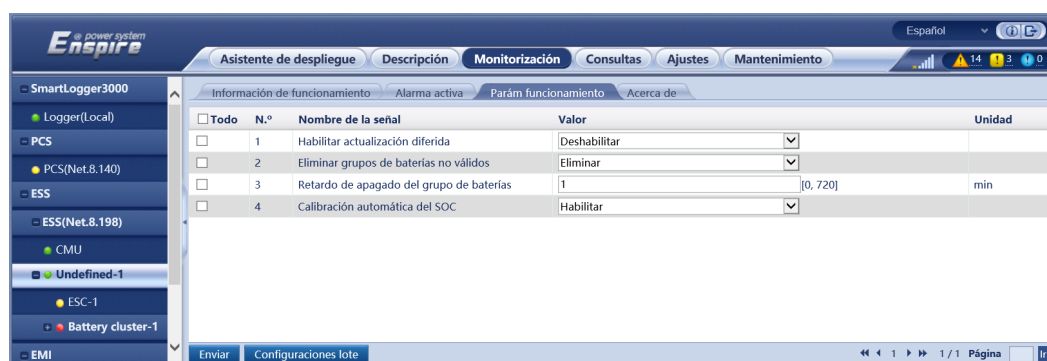 @ power system
Enspire
Español
Asistente de despliegue Descripción Monitorización Consultas Ajustes Mantenimiento
14 3 0
SmartLogger3000
Logger(Local)
PCS
PCS(Net.8.140)
ESS
ESS(Net.8.198)
CMU
Undefined-1
ESC-1
Battery cluster-1
EMI
Información de funcionamiento Alarma activa Parám funcionamiento Acerca de
Todo N.º Nombre de la señal Valor Unidad
1 Habilitar actualización diferida Deshabilitar
2 Eliminar grupos de baterías no válidos Eliminar
3 Retardo de apagado del grupo de baterías 1 [0, 720] min
4 Calibración automática del SOC Habilitar
Enviar Configuraciones lote 1 1/1 Página